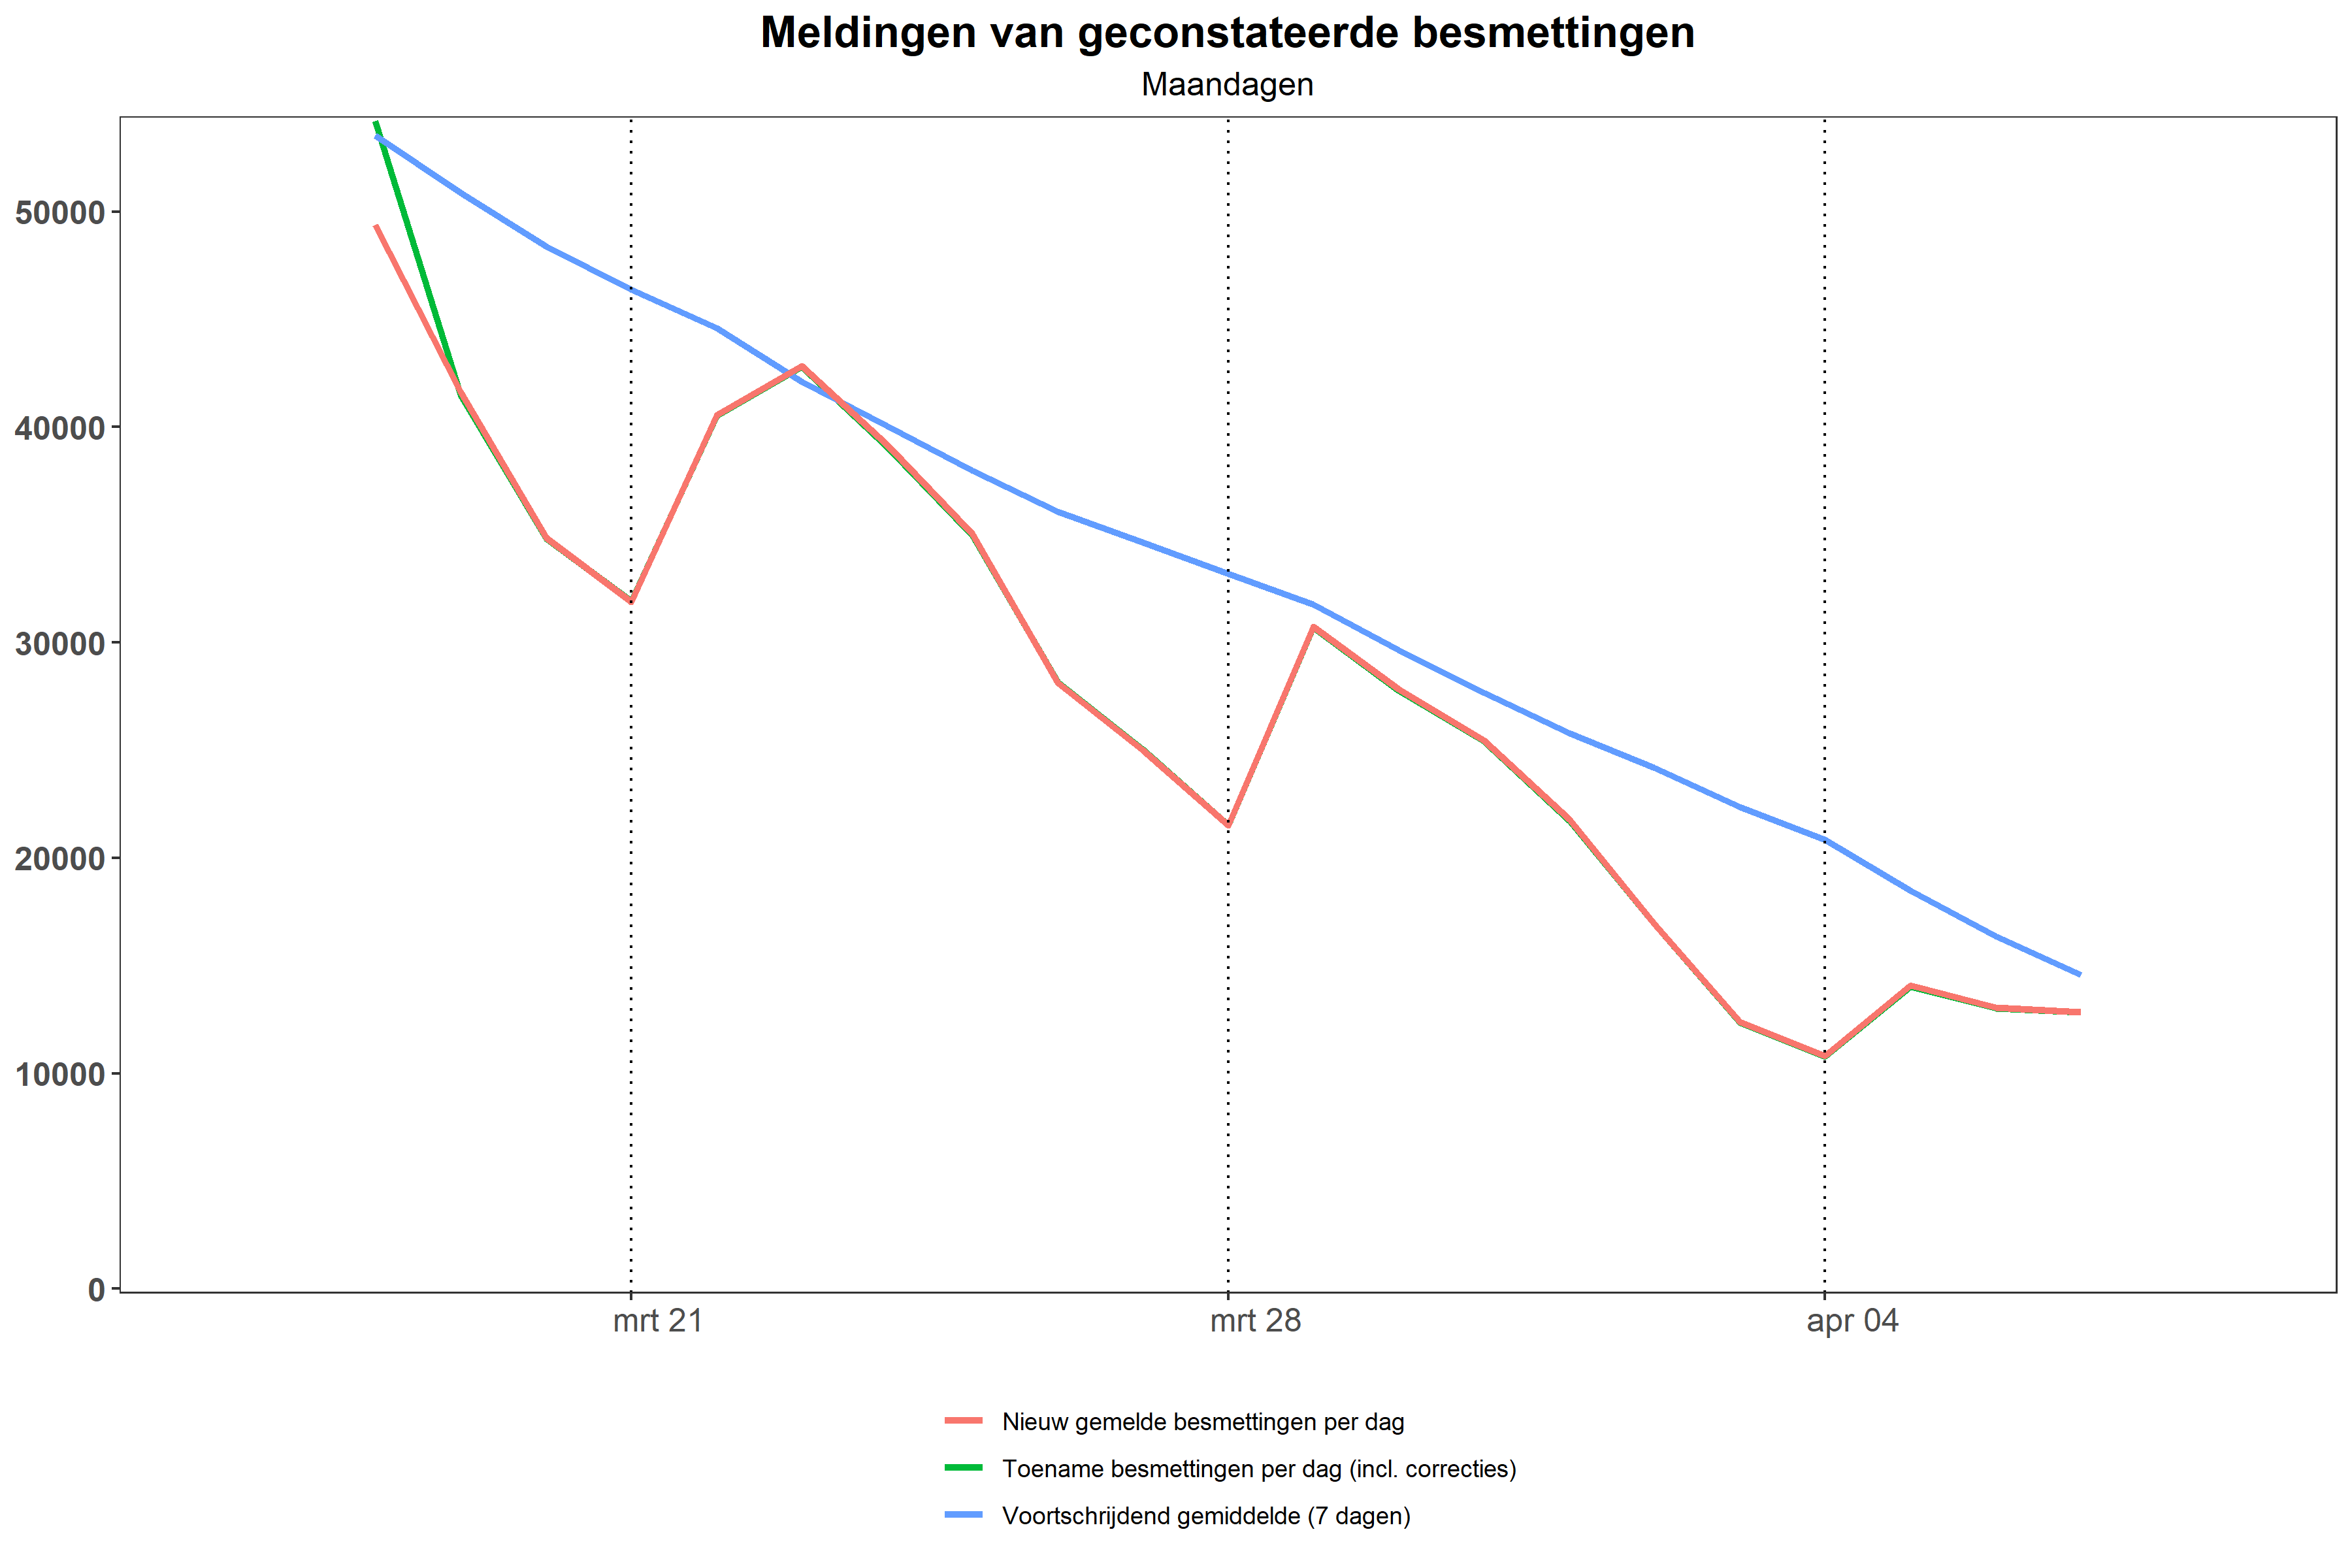 Meldingen van geconstateerde besmettingen
Maandagen
50000
40000
30000
20000
10000
0
mrt 21
mrt 28
apr 04
Nieuw gemelde besmettingen per dag
Toename besmettingen per dag (incl. correcties)
Voortschrijdend gemiddelde (7 dagen)